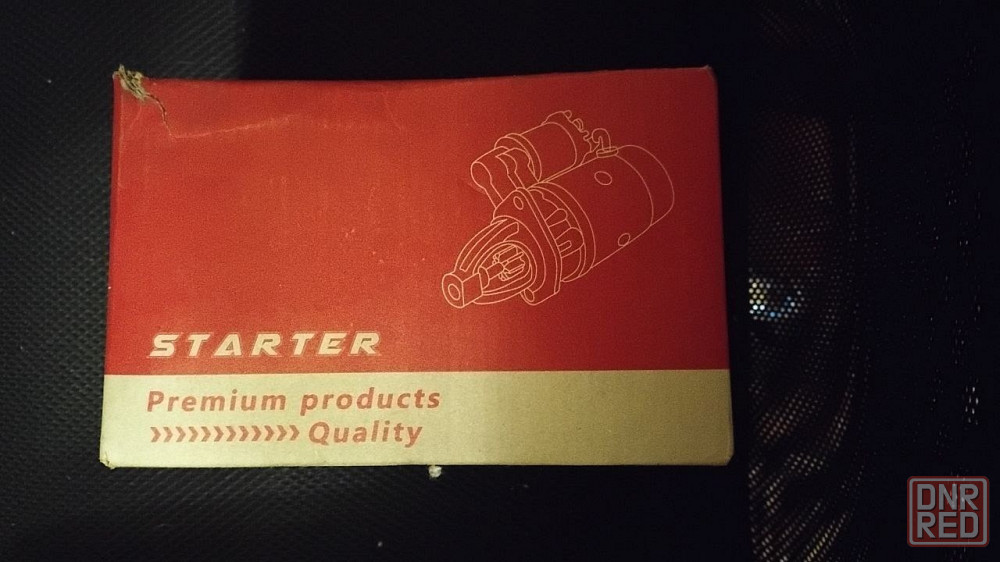 STARTER
Premium products
»»»»»» Quality
DNR
RED